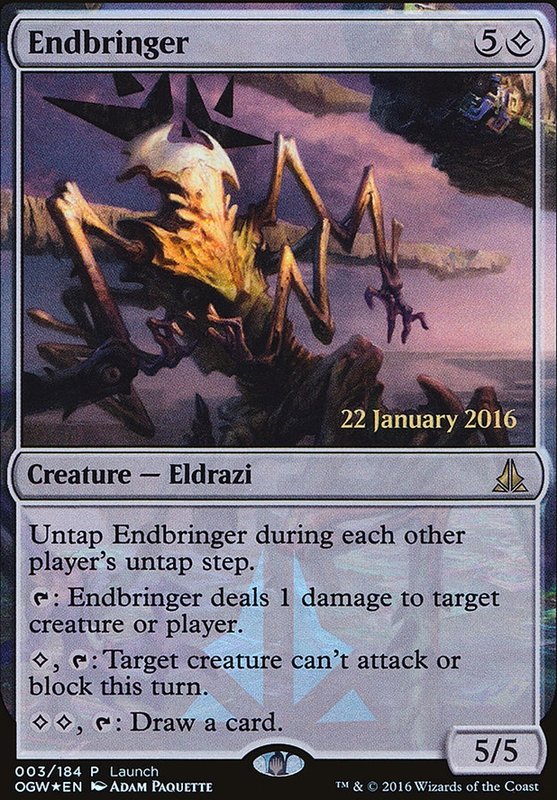 Endbringer 5◇
22 January 2016
Creature — Eldrazi
Untap Endbringer during each other
player's untap step.
: Endbringer deals 1 damage to target
creature or player.
◇, : Target creature can't attack or
block this turn.
◇◇, : Draw a card.
5/5
003/184 P Launch
OGW★EN Adam Paquette
™ & © 2016 Wizards of the Coast